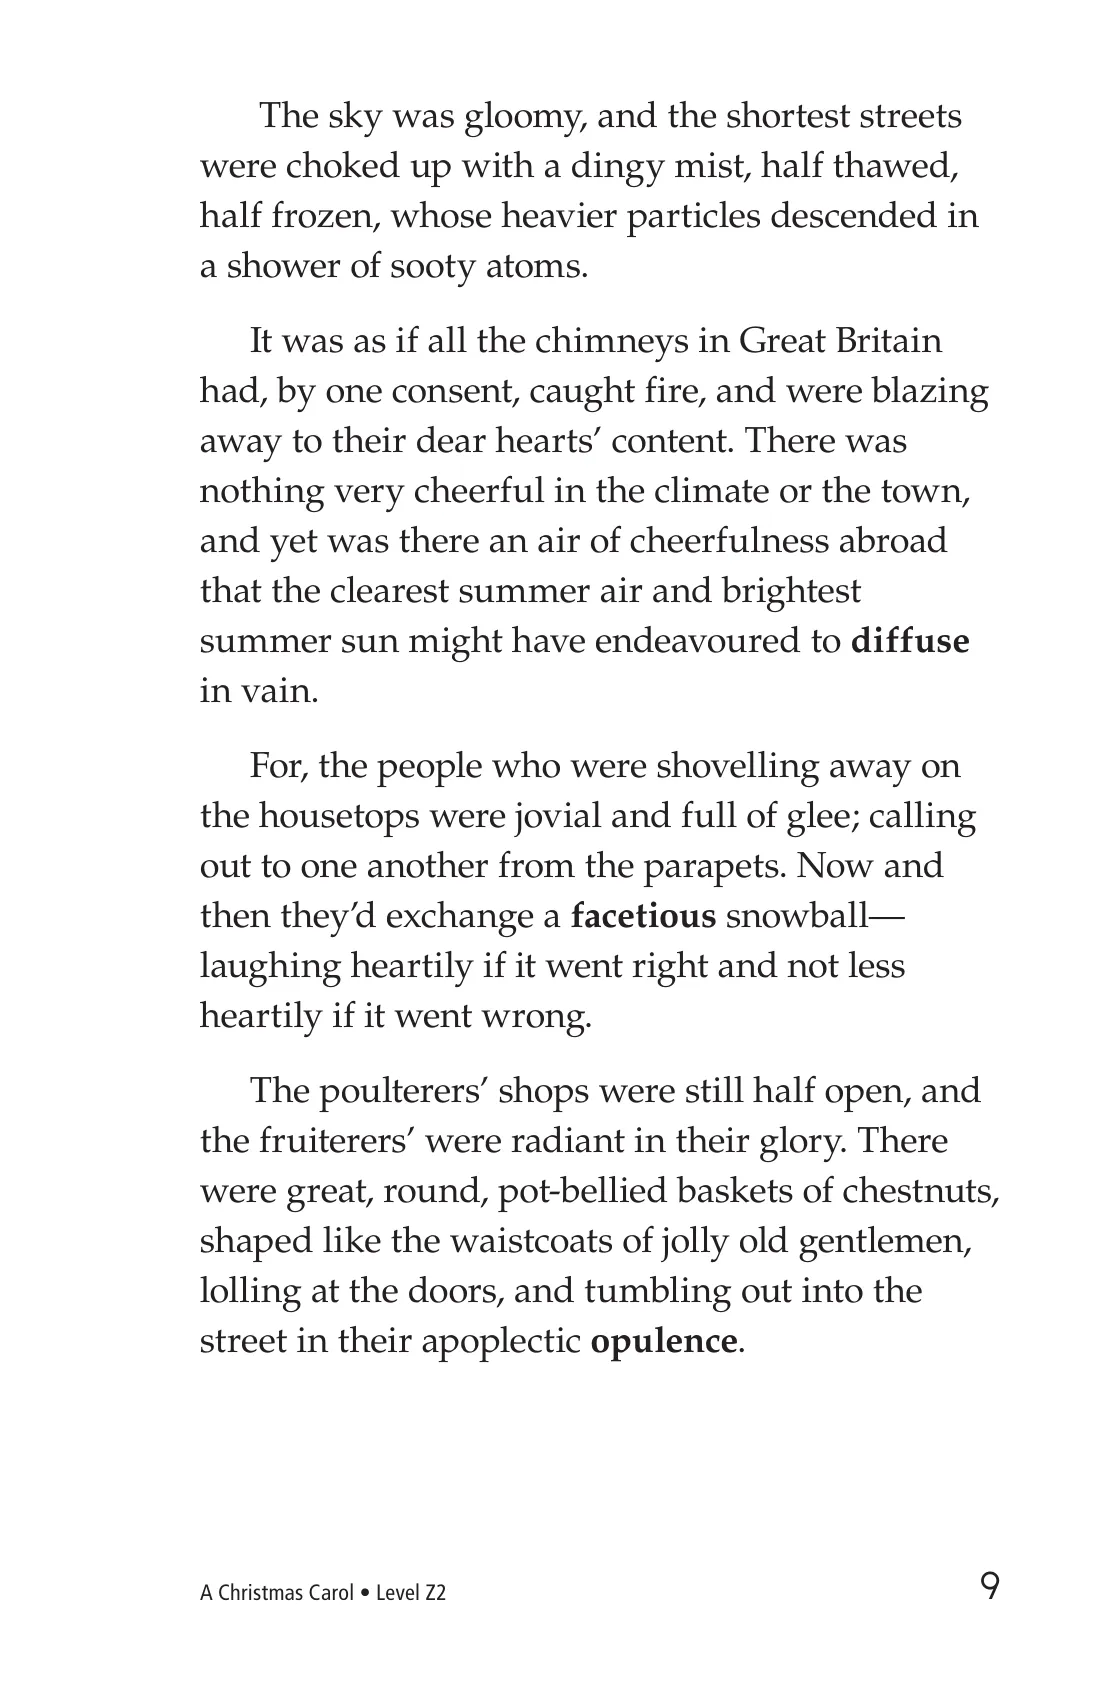 The sky was gloomy, and the shortest streets
were choked up with a dingy mist, half thawed,
half frozen, whose heavier particles descended in
a shower of sooty atoms.
It was as if all the chimneys in Great Britain
had, by one consent, caught fire, and were blazing
away to their dear hearts’ content. There was
nothing very cheerful in the climate or the town,
and yet was there an air of cheerfulness abroad
that the clearest summer air and brightest
summer sun might have endeavoured to diffuse
in vain.
For, the people who were shovelling away on
the housetops were jovial and full of glee; calling
out to one another from the parapets. Now and
then they’d exchange a facetious snowball—
laughing heartily if it went right and not less
heartily if it went wrong.
The poulterers’ shops were still half open, and
the fruiterers’ were radiant in their glory. There
were great, round, pot-bellied baskets of chestnuts,
shaped like the waistcoats of jolly old gentlemen,
lolling at the doors, and tumbling out into the
street in their apoplectic opulence.
A Christmas Carol • Level Z2
9